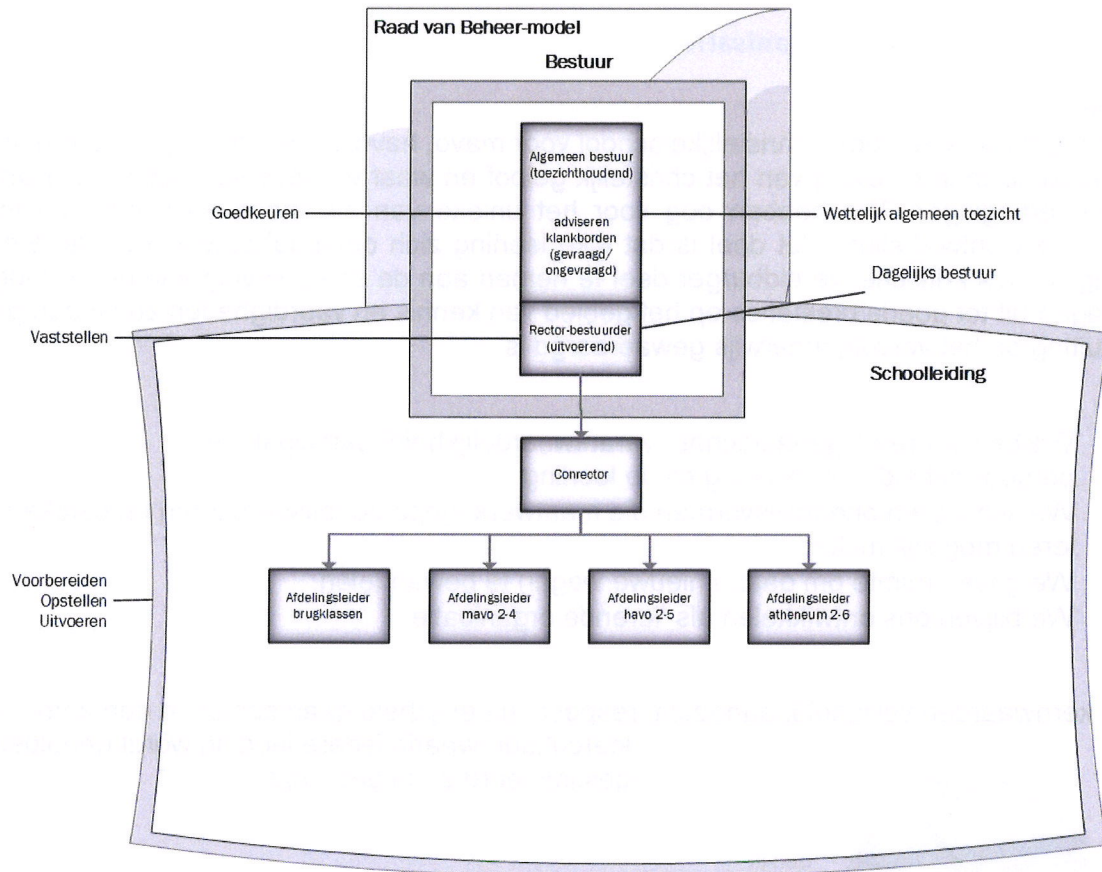 Raad van Beheer-model
Bestuur
Algemeen bestuur
(toezichthoudend)
adviseren
klankborden
(gevraagd/
ongevraagd)
Goedkeuren
Wettelijk algemeen toezicht
Dagelijks bestuur
Vaststellen
Rector-bestuurder
(uitvoerend)
Schoolleiding
Conrector
Voorbereiden
Opstellen
Uitvoeren
Afdelingsleider
brugklassen
Afdelingsleider
mavo 2-4
Afdelingsleider
havo 2-5
Afdelingsleider
atheneum 2-6